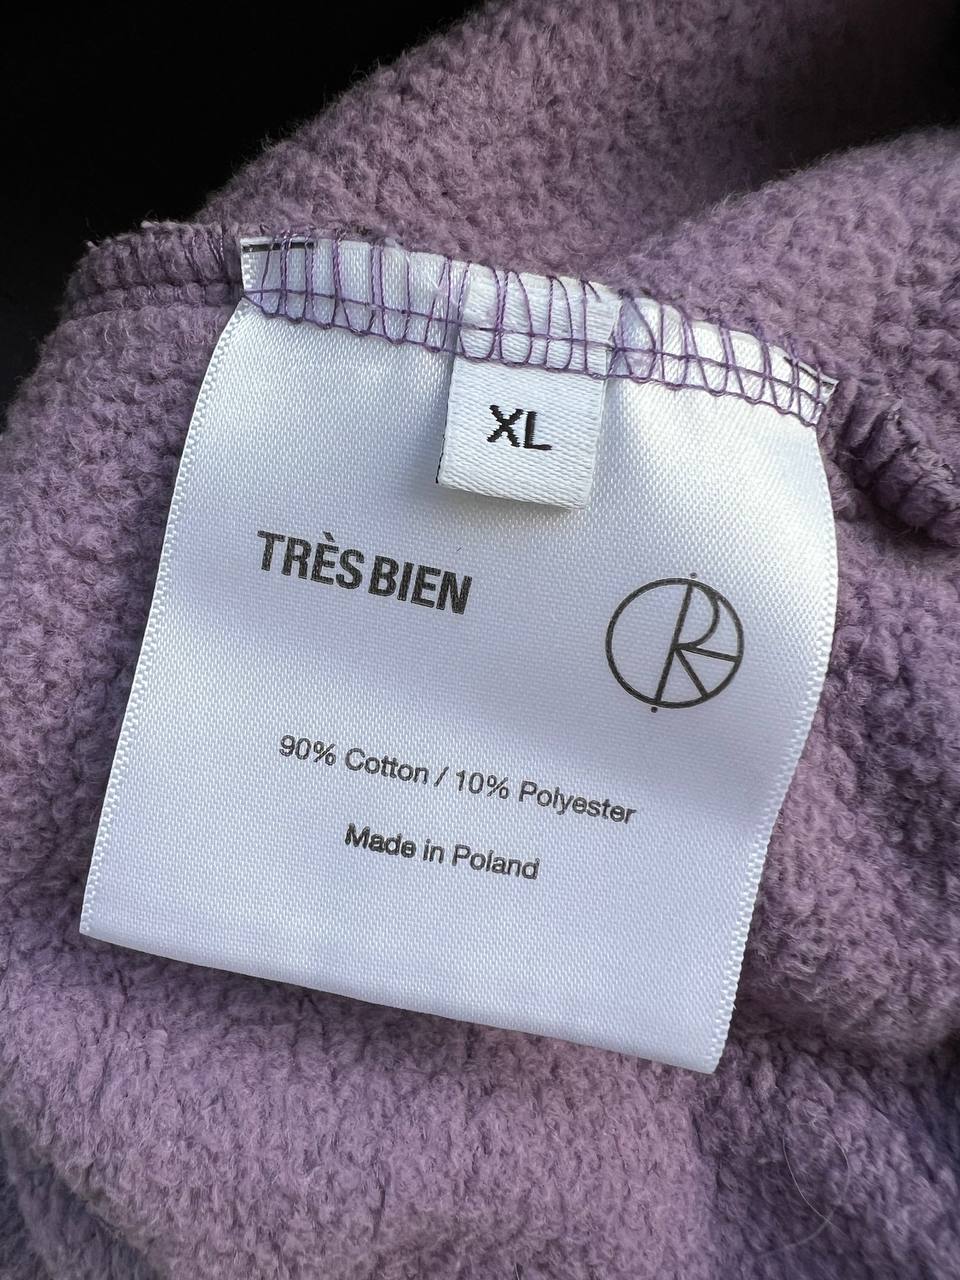 XL
TRÈS BIEN
90% Cotton / 10% Polyester
Made in Poland